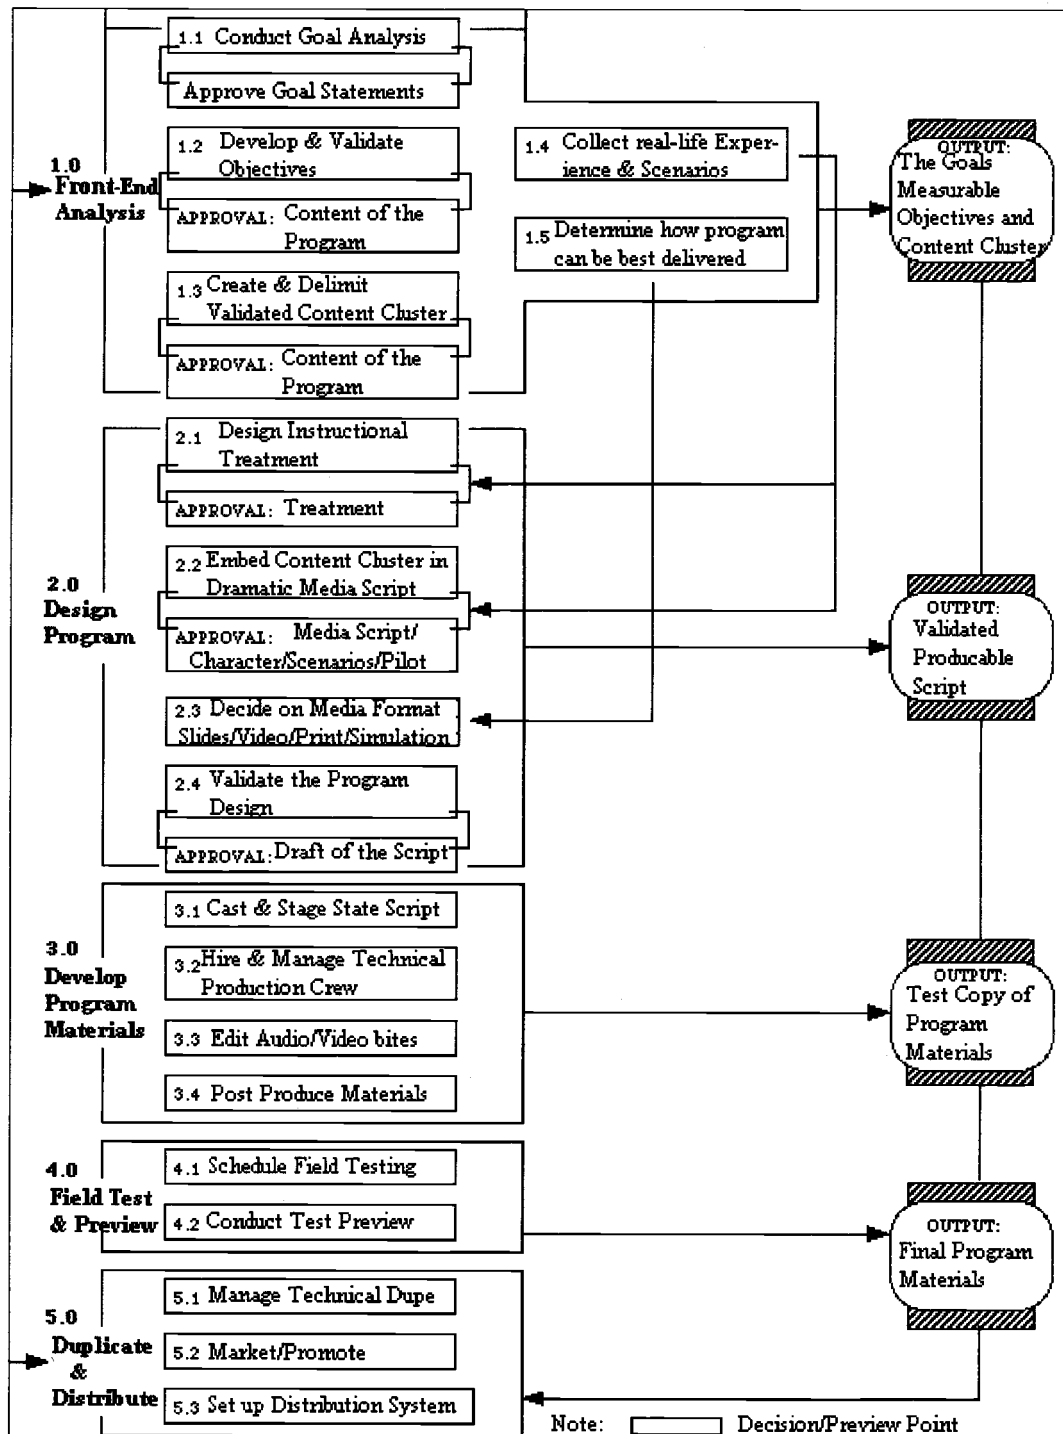 1.1 Conduct Goal Analysis
Approve Goal Statements
1.0
Front-End
Analysis
1.2 Develop & Validate
Objectives
APPROVAL: Content of the
Program
1.3 Create & Delimit
Validated Content Cluster
APPROVAL: Content of the
Program
1.4 Collect real-life Exper-
ience & Scenarios
1.5 Determine how program
can be best delivered
OUTPUT:
The Goals
Measurable
Objectives and
Content Cluster
2.0
Design
Program
2.1 Design Instructional
Treatment
APPROVAL: Treatment
2.2 Embed Content Cluster in
Dramatic Media Script
APPROVAL: Media Script/
Character/Scenarios/Pilot
2.3 Decide on Media Format
Slides/Video/Print/Simulation
2.4 Validate the Program
Design
APPROVAL: Draft of the Script
OUTPUT:
Validated
Producable
Script
3.0
Develop
Program
Materials
3.1 Cast & Stage State Script
3.2 Hire & Manage Technical
Production Crew
3.3 Edit Audio/Video bites
3.4 Post Produce Materials
OUTPUT:
Test Copy of
Program
Materials
4.0
Field Test
& Preview
4.1 Schedule Field Testing
4.2 Conduct Test Preview
OUTPUT:
Final Program
Materials
5.0
Duplicate
&
Distribute
5.1 Manage Technical Dupe
5.2 Market/Promote
5.3 Set up Distribution System
Note: Decision/Preview Point